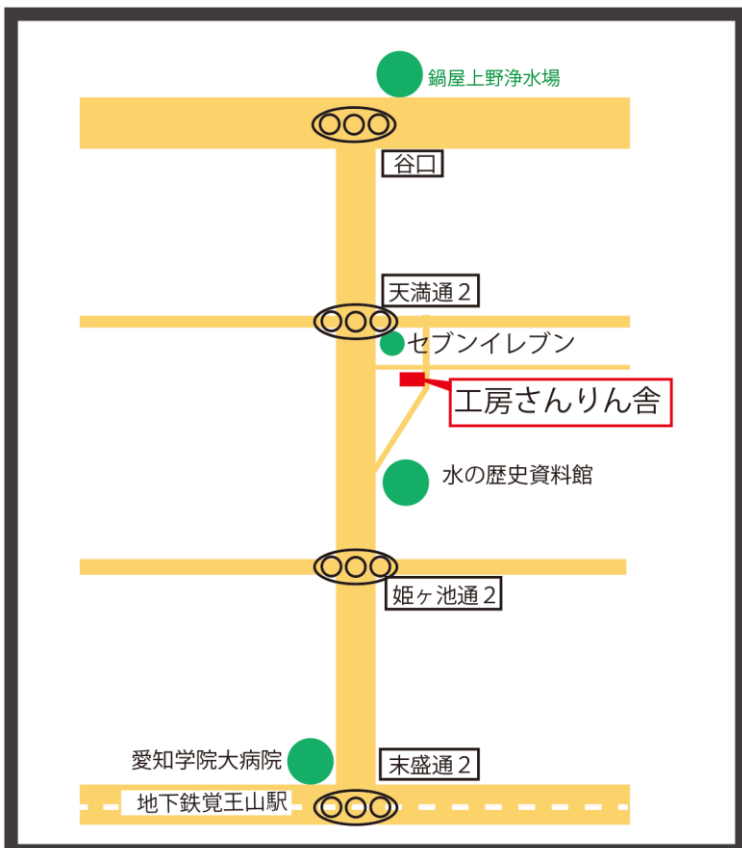 鍋屋上野浄水場
谷口
天満通２
セブンイレブン
工房さんりん舎
水の歴史資料館
姫ヶ池通２
愛知学院大病院
末盛通２
地下鉄覚王山駅